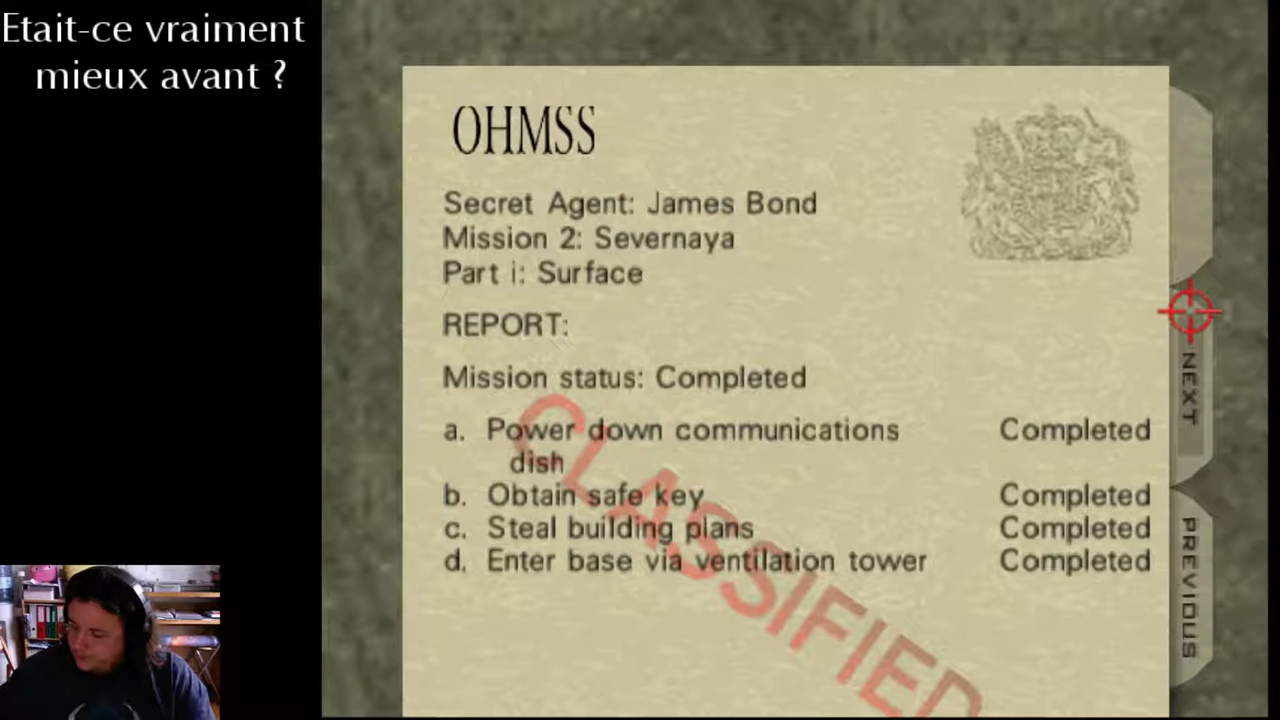 Etait-ce vraiment
mieux avant ?
OHMSS
Secret Agent: James Bond
Mission 2: Severnaya
Part i: Surface
REPORT:
Mission status: Completed
a. Power down communications Completed
dish
b. Obtain safe key Completed
c. Steal building plans Completed
d. Enter base via ventilation tower Completed
CLASSIFIED
NEXT
PREVIOUS